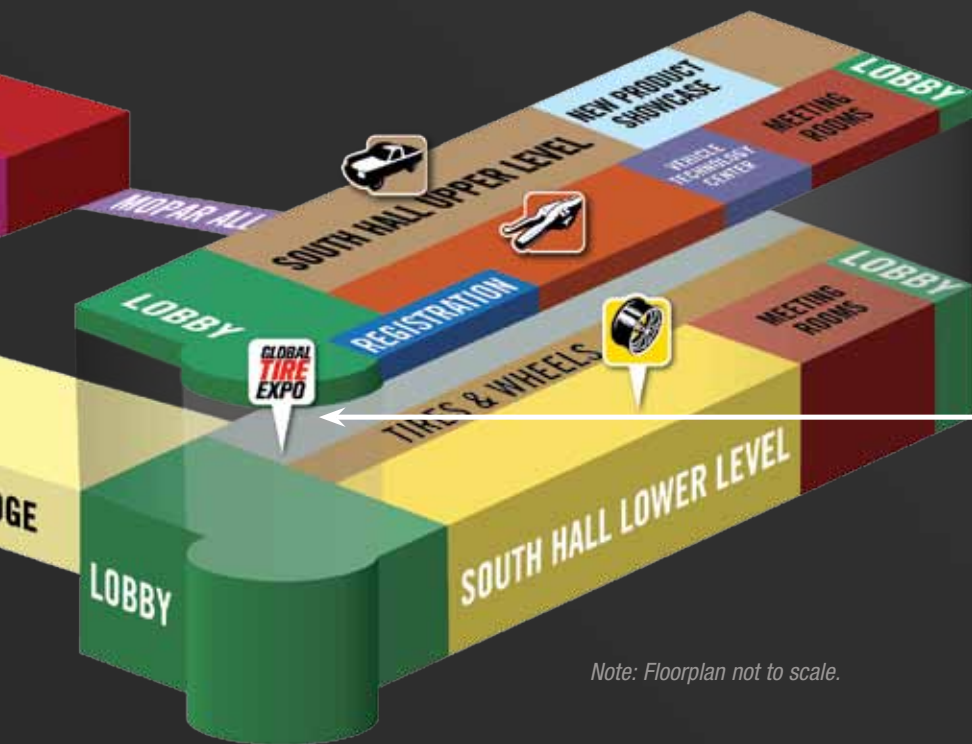 LOBBY
NEW PRODUCT
SHOWCASE
MEETING
ROOMS
VEHICLE
TECHNOLOGY
CENTER
SOUTH HALL UPPER LEVEL
MOPAR ALL
LOBBY
REGISTRATION
LOBBY
MEETING
ROOMS
GLOBAL
TIRE
EXPO
TIRES & WHEELS
SOUTH HALL LOWER LEVEL
LOBBY
Note: Floorplan not to scale.